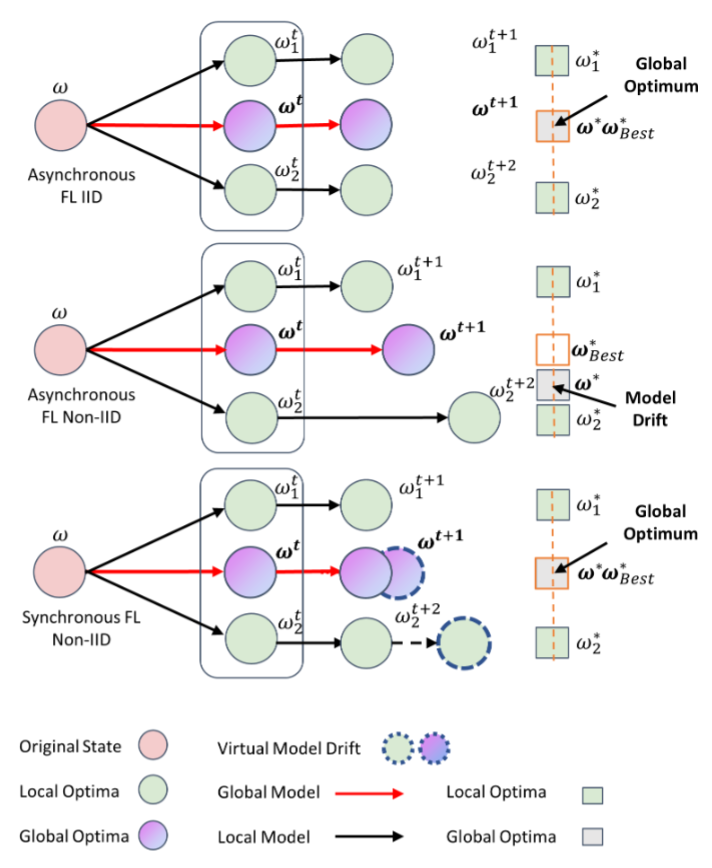 ω₁ᵗ
ω₁ᵗ⁺¹
ω₁*
Global
Optimum
ω
ωᵗ
ωᵗ⁺¹
ω*ω*_Best
Asynchronous
FL IID
ω₂ᵗ
ω₂ᵗ⁺²
ω₂*
ω₁ᵗ
ω₁ᵗ⁺¹
ω₁*
ω
ωᵗ
ωᵗ⁺¹
ω*_Best
ω*
Asynchronous
FL Non-IID
ω₂ᵗ
ω₂ᵗ⁺²
ω₂*
Model
Drift
ω₁ᵗ
ω₁ᵗ⁺¹
ω₁*
Global
Optimum
ω
ωᵗ
ωᵗ⁺¹
ω*ω*_Best
Synchronous FL
Non-IID
ω₂ᵗ
ω₂ᵗ⁺²
ω₂*
Original State
Virtual Model Drift
Local Optima
Global Model
Local Optima
Global Optima
Local Model
Global Optima